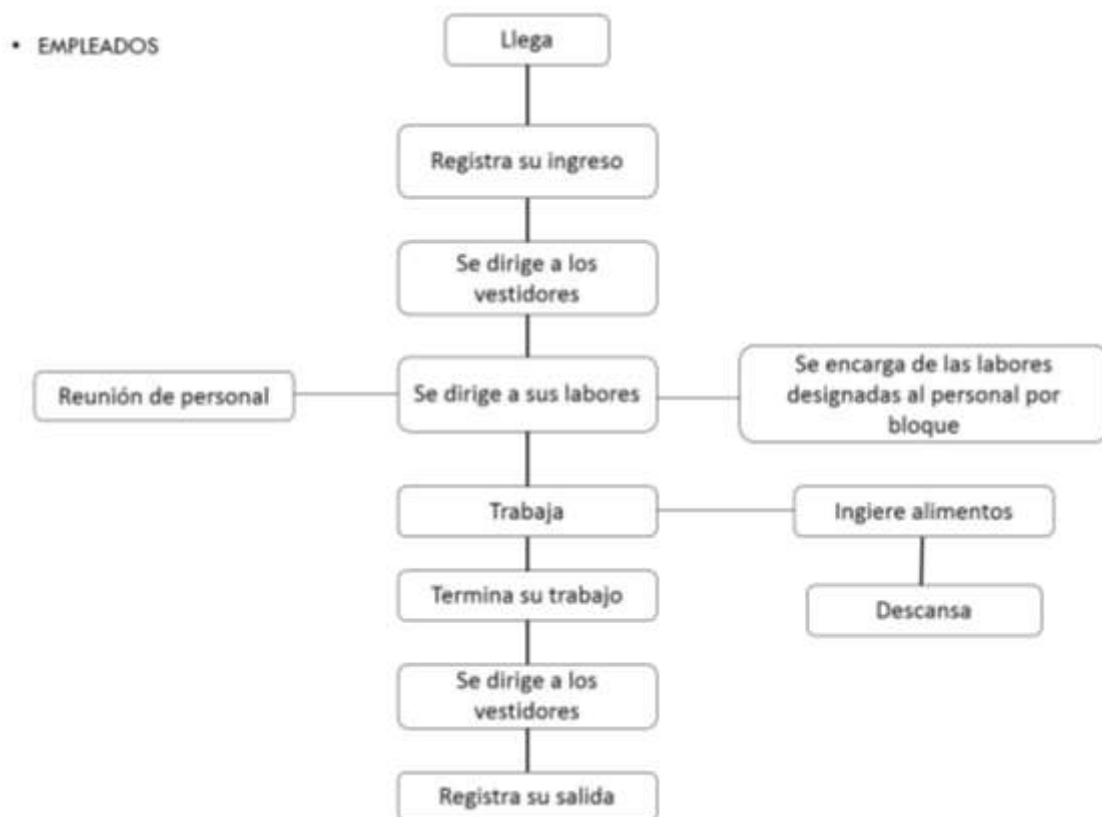 • EMPLEADOS
Llega
Registra su ingreso
Se dirige a los
vestidores
Reunión de personal
Se dirige a sus labores
Se encarga de las labores
designadas al personal por
bloque
Trabaja
Ingiere alimentos
Termina su trabajo
Descansa
Se dirige a los
vestidores
Registra su salida